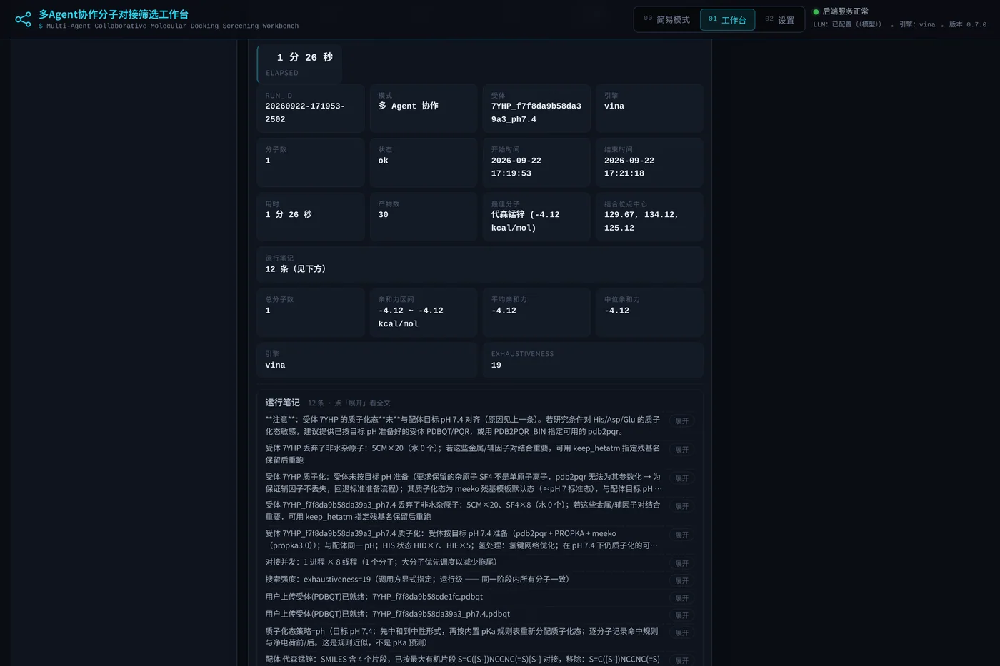 多Agent协作分子对接筛选工作台
$ Multi-Agent Collaborative Molecular Docking Screening Workbench
00 简易模式
01 工作台
02 设置
后端服务正常
LLM: 已配置（(模型)） 。 引擎: vina 。 版本 0.7.0
1 分 26 秒
ELAPSED
RUN_ID
20260922-171953-
2502
模式
多 Agent 协作
受体
7YHP_f7f8da9b58da3
9a3_ph7.4
引擎
vina
分子数
1
状态
ok
开始时间
2026-09-22
17:19:53
结束时间
2026-09-22
17:21:18
用时
1 分 26 秒
产物数
30
最佳分子
代森锰锌 (-4.12
kcal/mol)
结合位点中心
129.67, 134.12,
125.12
运行笔记
12 条（见下方）
总分子数
1
亲和力区间
-4.12 ~ -4.12
kcal/mol
平均亲和力
-4.12
中位亲和力
-4.12
引擎
vina
EXHAUSTIVENESS
19
运行笔记 12 条 · 点「展开」看全文
**注意**：受体 7YHP 的质子化态**未**与配体目标 pH 7.4 对齐（原因见上一条）。若研究条件对 His/Asp/Glu 的质子
化态敏感，建议提供已按目标 pH 准备好的受体 PDBQT/PQR，或用 PDB2PQR_BIN 指定可用的 pdb2pqr。
展开
受体 7YHP 丢弃了非水杂原子：5CM×20（水 0 个）；若这些金属/辅因子对结合重要，可用 keep_hetatm 指定残基名
保留后重跑
展开
受体 7YHP 质子化：受体未按目标 pH 准备（要求保留的杂原子 SF4 不是单原子离子，pdb2pqr 无法为其参数化 → 为
保证辅因子不丢失，回退标准准备流程）；其质子化态为 meeko 残基模板默认态（≈pH 7 标准态），与配体目标 pH …
展开
受体 7YHP_f7f8da9b58da39a3_ph7.4 丢弃了非水杂原子：5CM×20、SF4×8（水 0 个）；若这些金属/辅因子对结合
重要，可用 keep_hetatm 指定残基名保留后重跑
展开
受体 7YHP_f7f8da9b58da39a3_ph7.4 质子化：受体按目标 pH 7.4 准备（pdb2pqr + PROPKA + meeko
（propka3.0））；与配体同一 pH；HIS 状态 HID×7、HIE×5；氢处理：氢键网络优化；在 pH 7.4 下仍质子化的可…
展开
对接并发：1 进程 × 8 线程（1 个分子；大分子优先调度以减少拖尾）
展开
搜索强度：exhaustiveness=19（调用方显式指定；运行级 —— 同一阶段内所有分子一致）
展开
用户上传受体(PDBQT)已就绪：7YHP_f7f8da9b58cde1fc.pdbqt
展开
用户上传受体(PDBQT)已就绪：7YHP_f7f8da9b58da39a3_ph7.4.pdbqt
展开
质子化态策略=ph（目标 pH 7.4：先中和到中性形式，再按内置 pKa 规则表重新分配质子化态；逐分子记录命中规则
与净电荷前/后。这是规则近似，不是 pKa 预测）
展开
配体 代森锰锌：SMILES 含 4 个片段，已按最大有机片段 S=C([S-])NCCNC(=S)[S-] 对接，移除：S=C([S-])NCCNC(=S)
展开